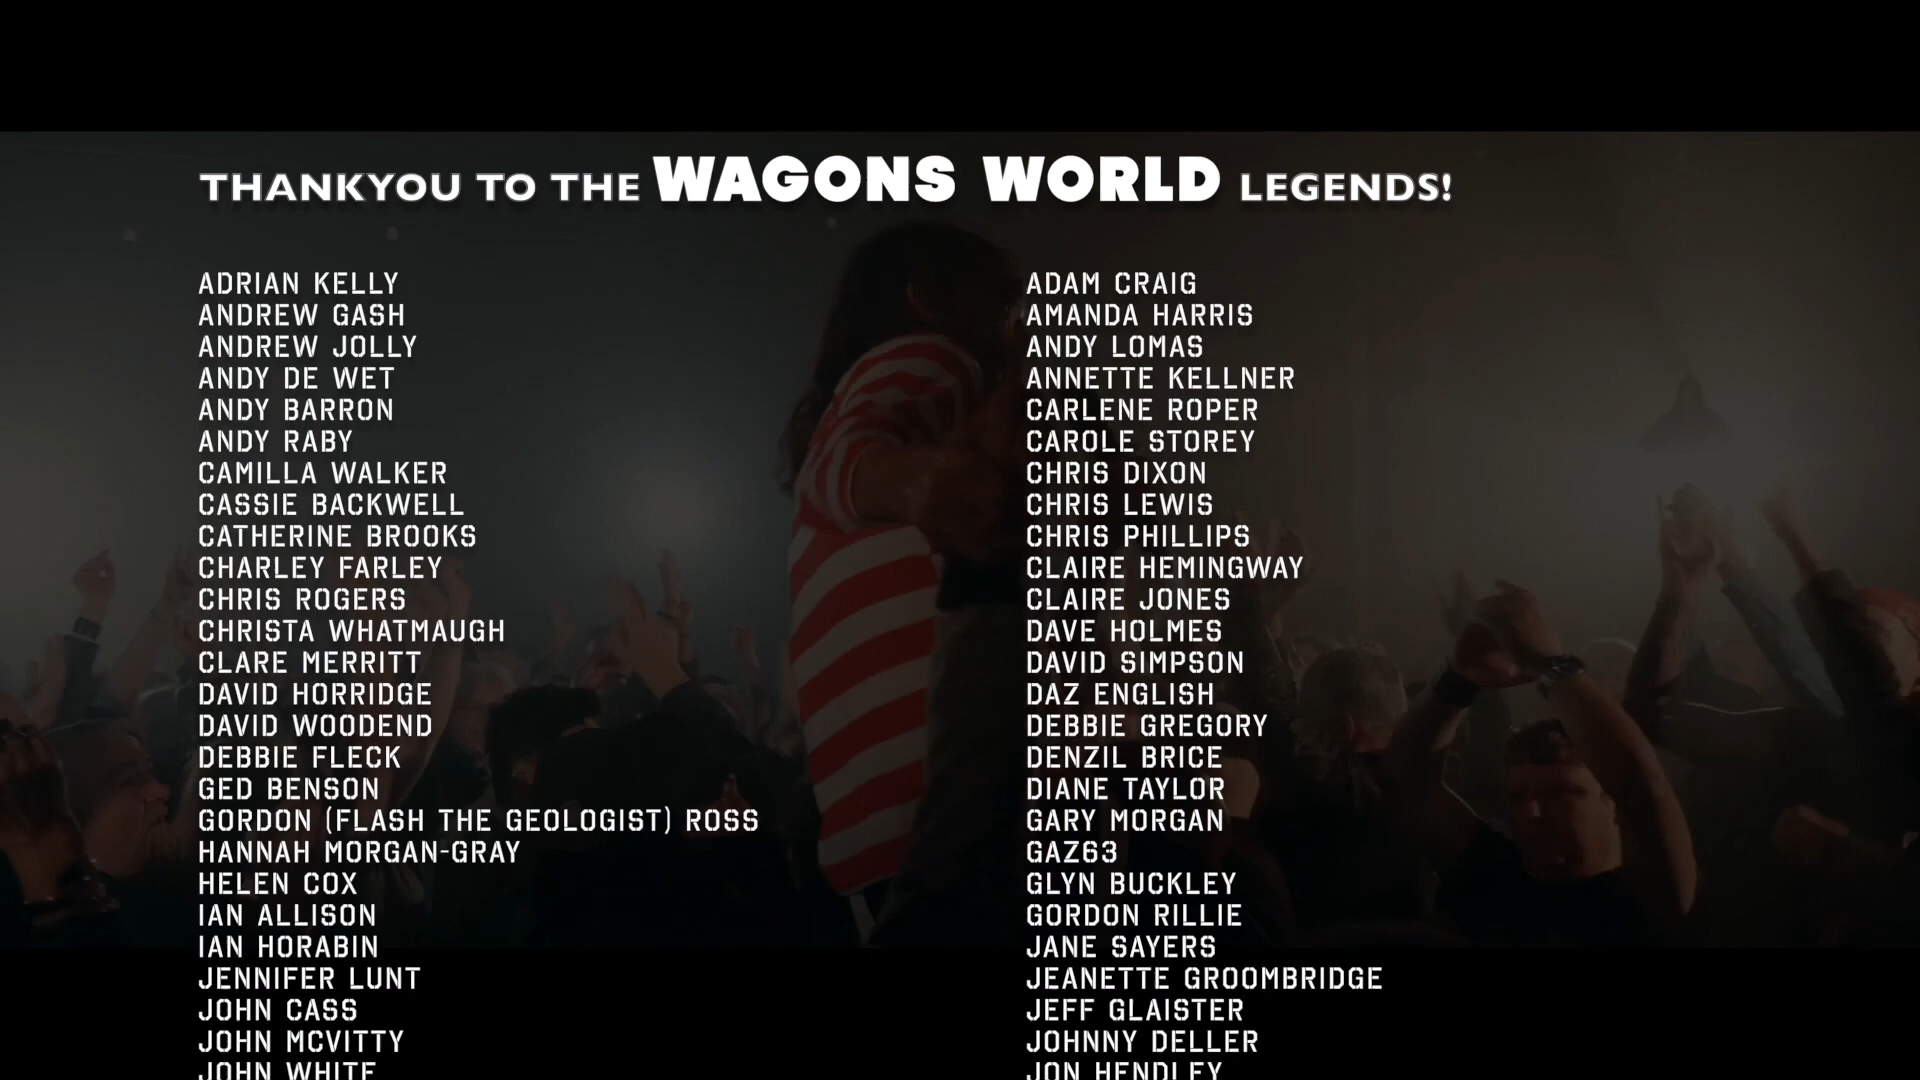 THANKYOU TO THE WAGONS WORLD LEGENDS!
ADRIAN KELLY
ANDREW GASH
ANDREW JOLLY
ANDY DE WET
ANDY BARRON
ANDY RABY
CAMILLA WALKER
CASSIE BACKWELL
CATHERINE BROOKS
CHARLEY FARLEY
CHRIS ROGERS
CHRISTA WHATMAUGH
CLARE MERRITT
DAVID HORRIDGE
DAVID WOODEND
DEBBIE FLECK
GED BENSON
GORDON (FLASH THE GEOLOGIST) ROSS
HANNAH MORGAN-GRAY
HELEN COX
IAN ALLISON
IAN HORABIN
JENNIFER LUNT
JOHN CASS
JOHN MCVITTY
JOHN WHITE
ADAM CRAIG
AMANDA HARRIS
ANDY LOMAS
ANNETTE KELLNER
CARLENE ROPER
CAROLE STOREY
CHRIS DIXON
CHRIS LEWIS
CHRIS PHILLIPS
CLAIRE HEMINGWAY
CLAIRE JONES
DAVE HOLMES
DAVID SIMPSON
DAZ ENGLISH
DEBBIE GREGORY
DENZIL BRICE
DIANE TAYLOR
GARY MORGAN
GAZ63
GLYN BUCKLEY
GORDON RILLIE
JANE SAYERS
JEANETTE GROOMBRIDGE
JEFF GLAISTER
JOHNNY DELLER
JON HENDLEY